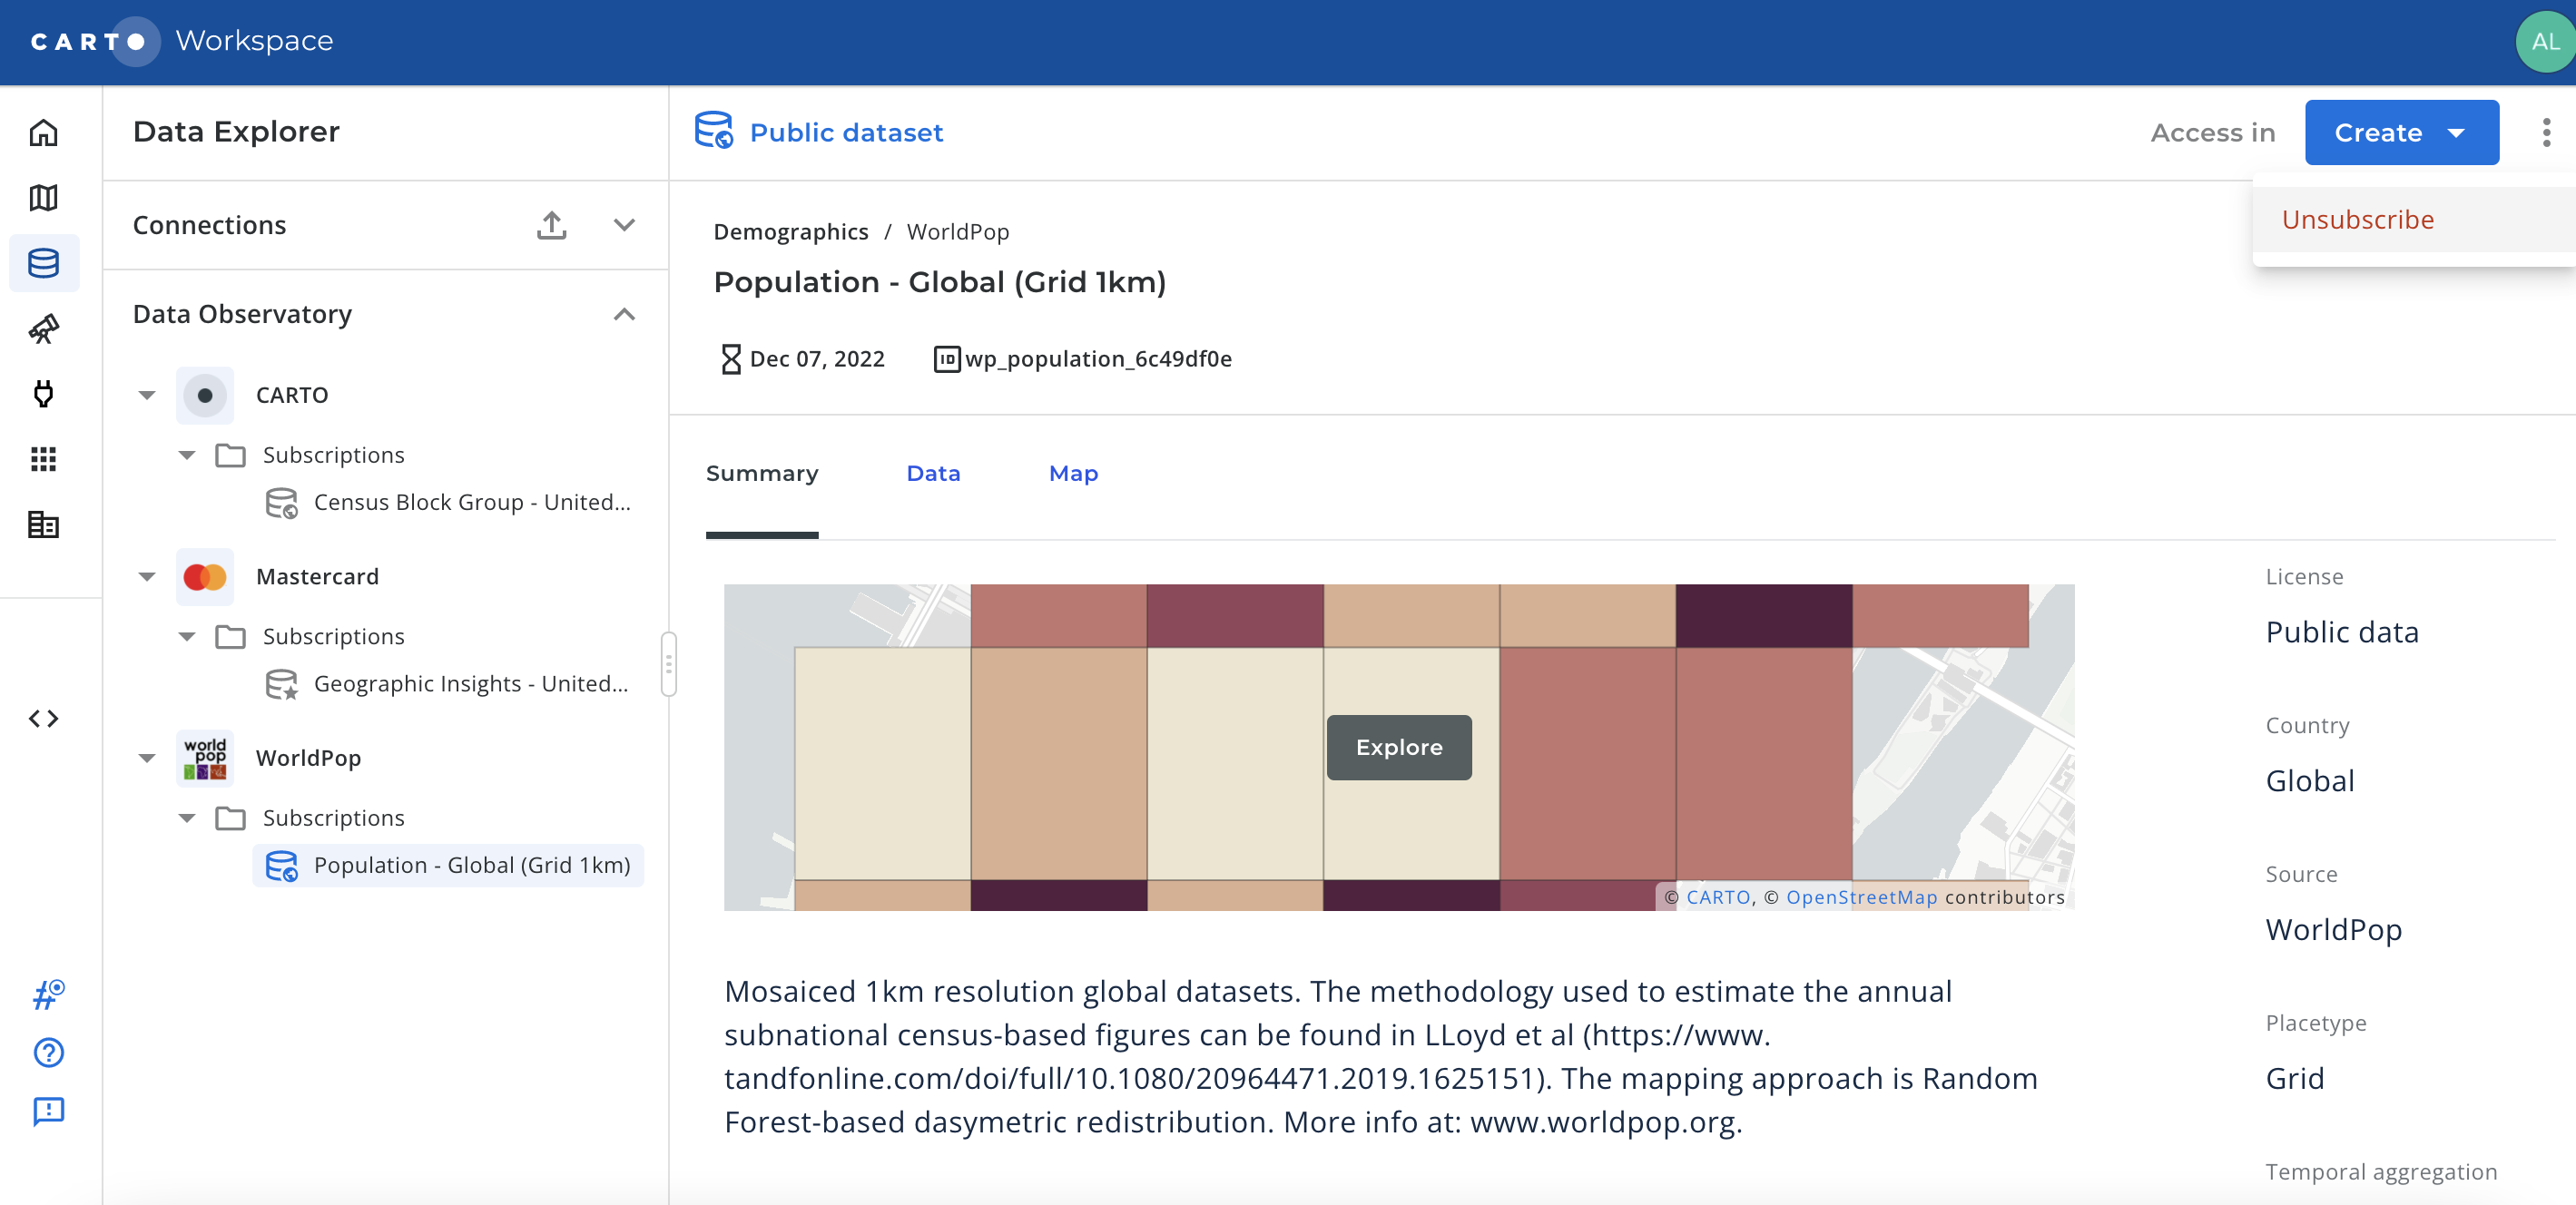 CARTO Workspace
AL
Data Explorer
Public dataset
Access in
Create
Unsubscribe
Connections
Data Observatory
CARTO
Subscriptions
Census Block Group - United...
Mastercard
Subscriptions
Geographic Insights - United...
world
pop
WorldPop
Subscriptions
Population - Global (Grid 1km)
Demographics / WorldPop
Population - Global (Grid 1km)
Dec 07, 2022
ID wp_population_6c49df0e
Summary
Data
Map
Explore
© CARTO, © OpenStreetMap contributors
Mosaiced 1km resolution global datasets. The methodology used to estimate the annual
subnational census-based figures can be found in LLoyd et al (https://www.
tandfonline.com/doi/full/10.1080/20964471.2019.1625151). The mapping approach is Random
Forest-based dasymetric redistribution. More info at: www.worldpop.org.
License
Public data
Country
Global
Source
WorldPop
Placetype
Grid
Temporal aggregation